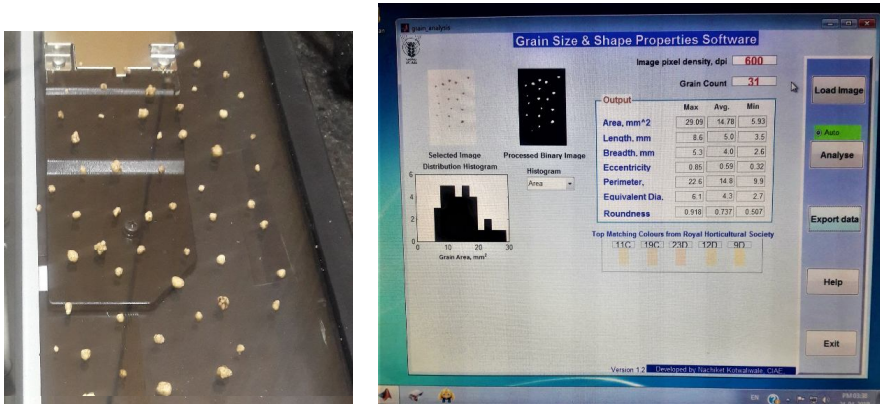 grain_analysis
Grain Size & Shape Properties Software
Image pixel density, dpi 600
Grain Count 31
Load Image
Output
Max Avg. Min
Area, mm^2 29.09 14.78 5.93
Length, mm 8.6 5.0 3.5
Breadth, mm 5.3 4.0 2.6
Eccentricity 0.85 0.59 0.32
Perimeter, 22.6 14.8 9.9
Equivalent Dia. 6.1 4.3 2.7
Roundness 0.918 0.737 0.507
Auto
Analyse
Selected Image
Processed Binary Image
Distribution Histogram
Histogram
Area
6
4
2
0
0 10 20 30
Grain Area, mm²
Export data
Top Matching Colours from Royal Horticultural Society
11C 19C 23D 12D 9D
Help
Exit
Version 1.2 Developed by Nachiket Kotwaliwale, CIAE,
EN